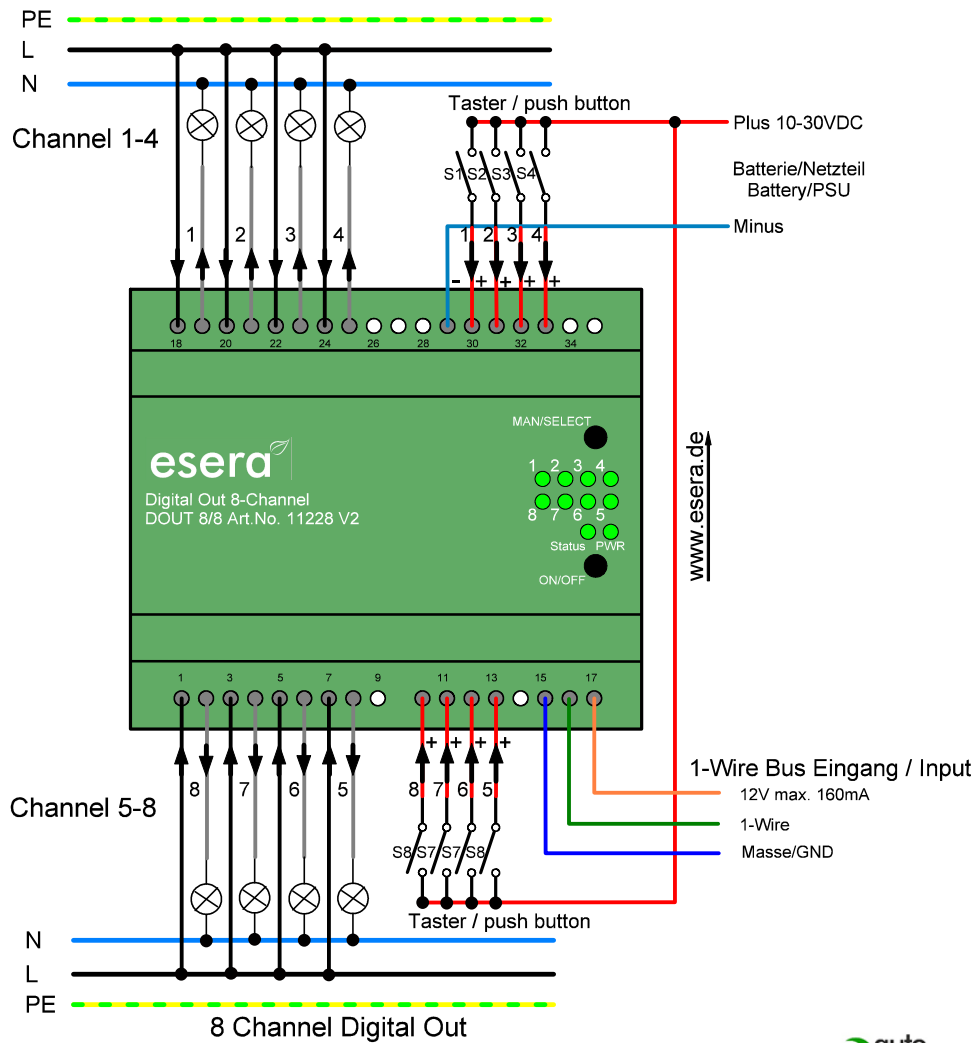 PE
L
N
Channel 1-4
Taster / push button
Plus 10-30VDC
Batterie/Netzteil
Battery/PSU
Minus
S1 S2 S3 S4
1 2 3 4
1 2 3 4
- + + + +
18 20 22 24 26 28 30 32 34
MAN/SELECT
esera
Digital Out 8-Channel
DOUT 8/8 Art.No. 11228 V2
1 2 3 4
8 7 6 5
Status PWR
ON/OFF
www.esera.de
1 3 5 7 9 11 13 15 17
+ + + +
8 7 6 5
8 7 6 5
1-Wire Bus Eingang / Input
12V max. 160mA
1-Wire
Masse/GND
Channel 5-8
S8 S7 S7 S8
Taster / push button
N
L
PE
8 Channel Digital Out